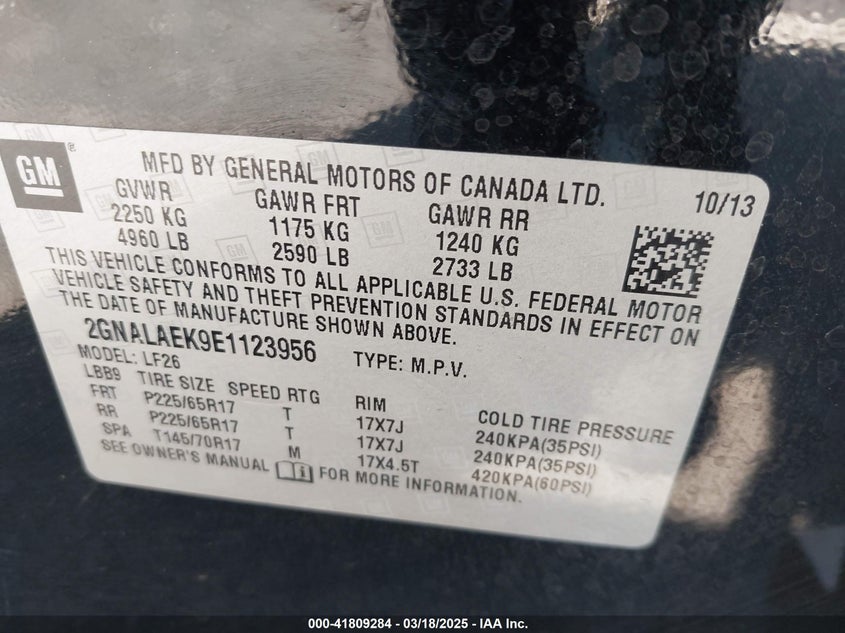 GM
MFD BY GENERAL MOTORS OF CANADA LTD. 10/13
GVWR GAWR FRT GAWR RR
2250 KG 1175 KG 1240 KG
4960 LB 2590 LB 2733 LB
THIS VEHICLE CONFORMS TO ALL APPLICABLE U.S. FEDERAL MOTOR
VEHICLE SAFETY AND THEFT PREVENTION STANDARDS IN EFFECT ON
THE DATE OF MANUFACTURE SHOWN ABOVE.
2GNALAEK9E1123956 TYPE: M.P.V.
MODEL: LF26
LBB9 TIRE SIZE SPEED RTG RIM COLD TIRE PRESSURE
FRT P225/65R17 T 17X7J 240KPA(35PSI)
RR P225/65R17 T 17X7J 240KPA(35PSI)
SPA T145/70R17 M 17X4.5T 420KPA(60PSI)
SEE OWNER'S MANUAL FOR MORE INFORMATION.
000-41809284 - 03/18/2025 - IAA Inc.